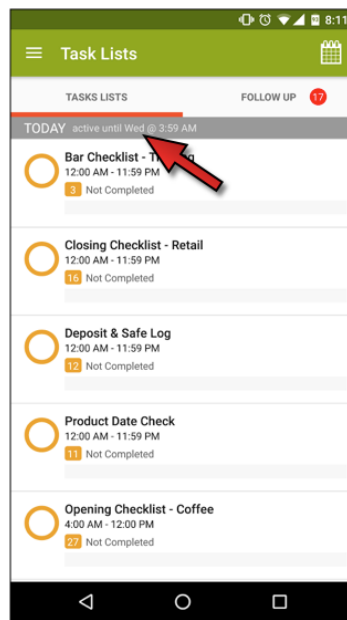 8:11
Task Lists
TASKS LISTS FOLLOW UP 17
TODAY active until Wed @ 3:59 AM
Bar Checklist -
12:00 AM - 11:59 PM
3 Not Completed
Closing Checklist - Retail
12:00 AM - 11:59 PM
16 Not Completed
Deposit & Safe Log
12:00 AM - 11:59 PM
12 Not Completed
Product Date Check
12:00 AM - 11:59 PM
11 Not Completed
Opening Checklist - Coffee
4:00 AM - 12:00 PM
27 Not Completed